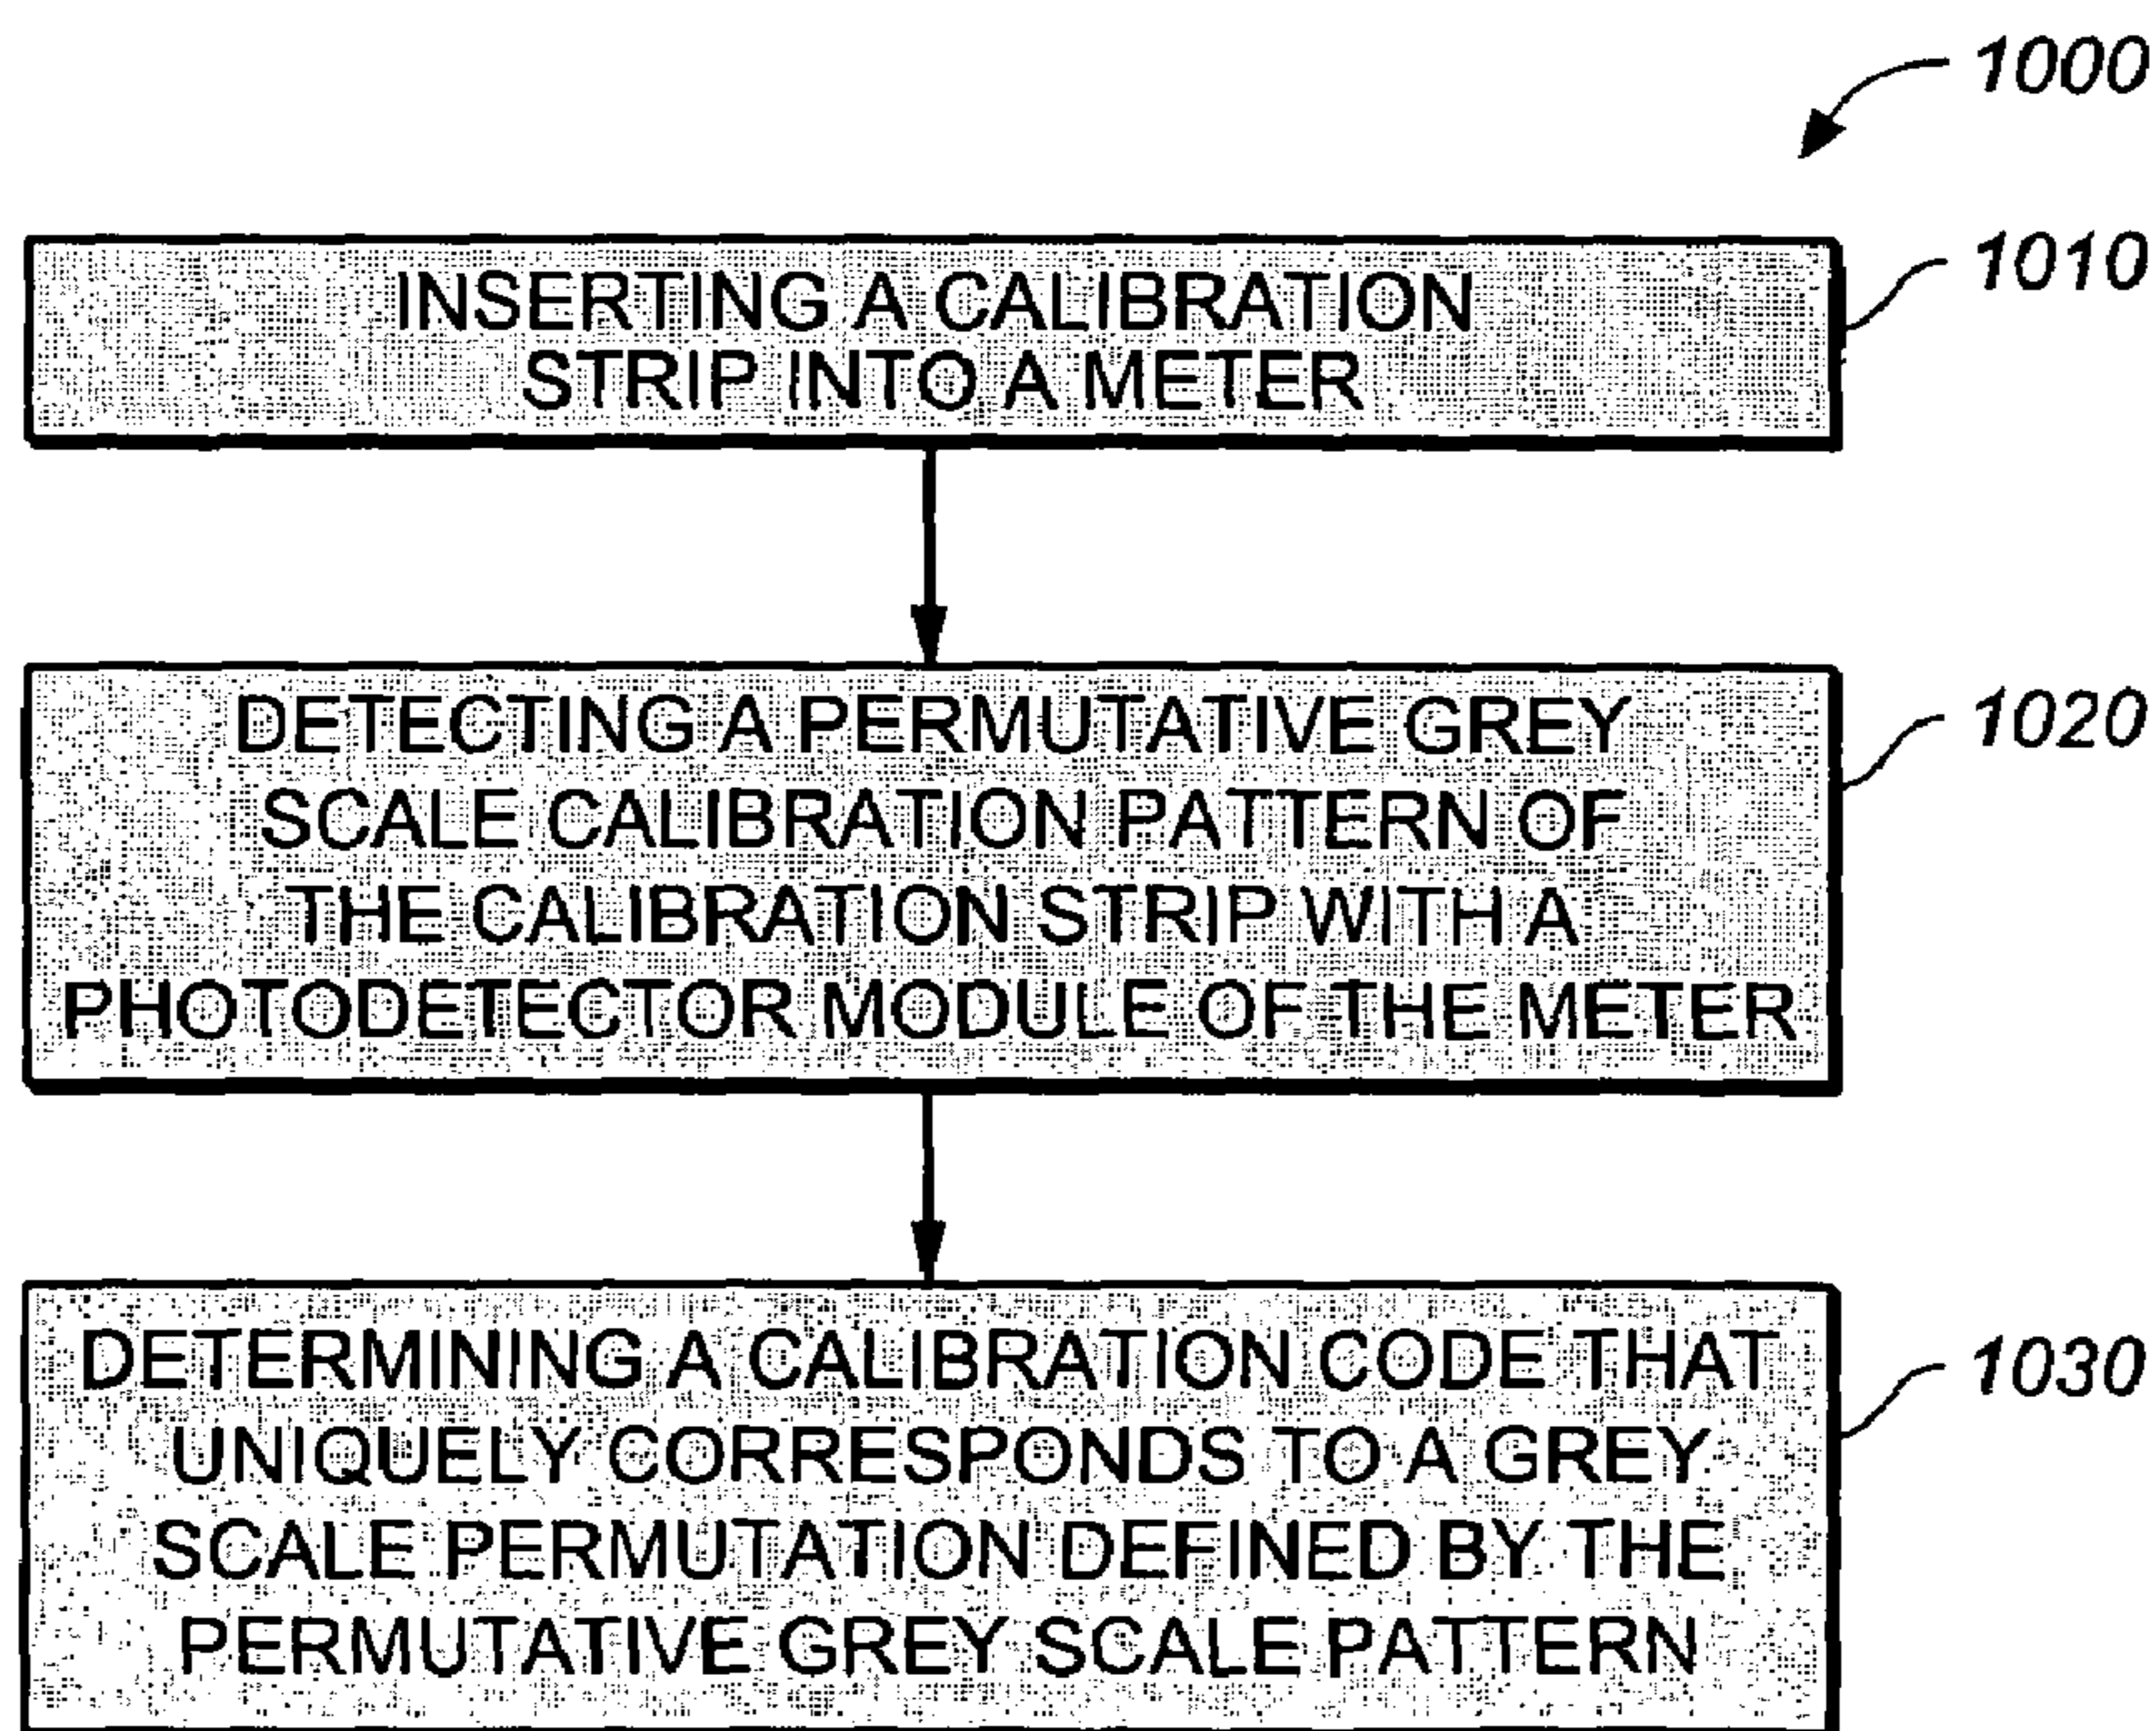 1000
INSERTING A CALIBRATION
STRIP INTO A METER
1010
DETECTING A PERMUTATIVE GREY
SCALE CALIBRATION PATTERN OF
THE CALIBRATION STRIP WITH A
PHOTODETECTOR MODULE OF THE METER
1020
DETERMINING A CALIBRATION CODE THAT
UNIQUELY CORRESPONDS TO A GREY
SCALE PERMUTATION DEFINED BY THE
PERMUTATIVE GREY SCALE PATTERN
1030